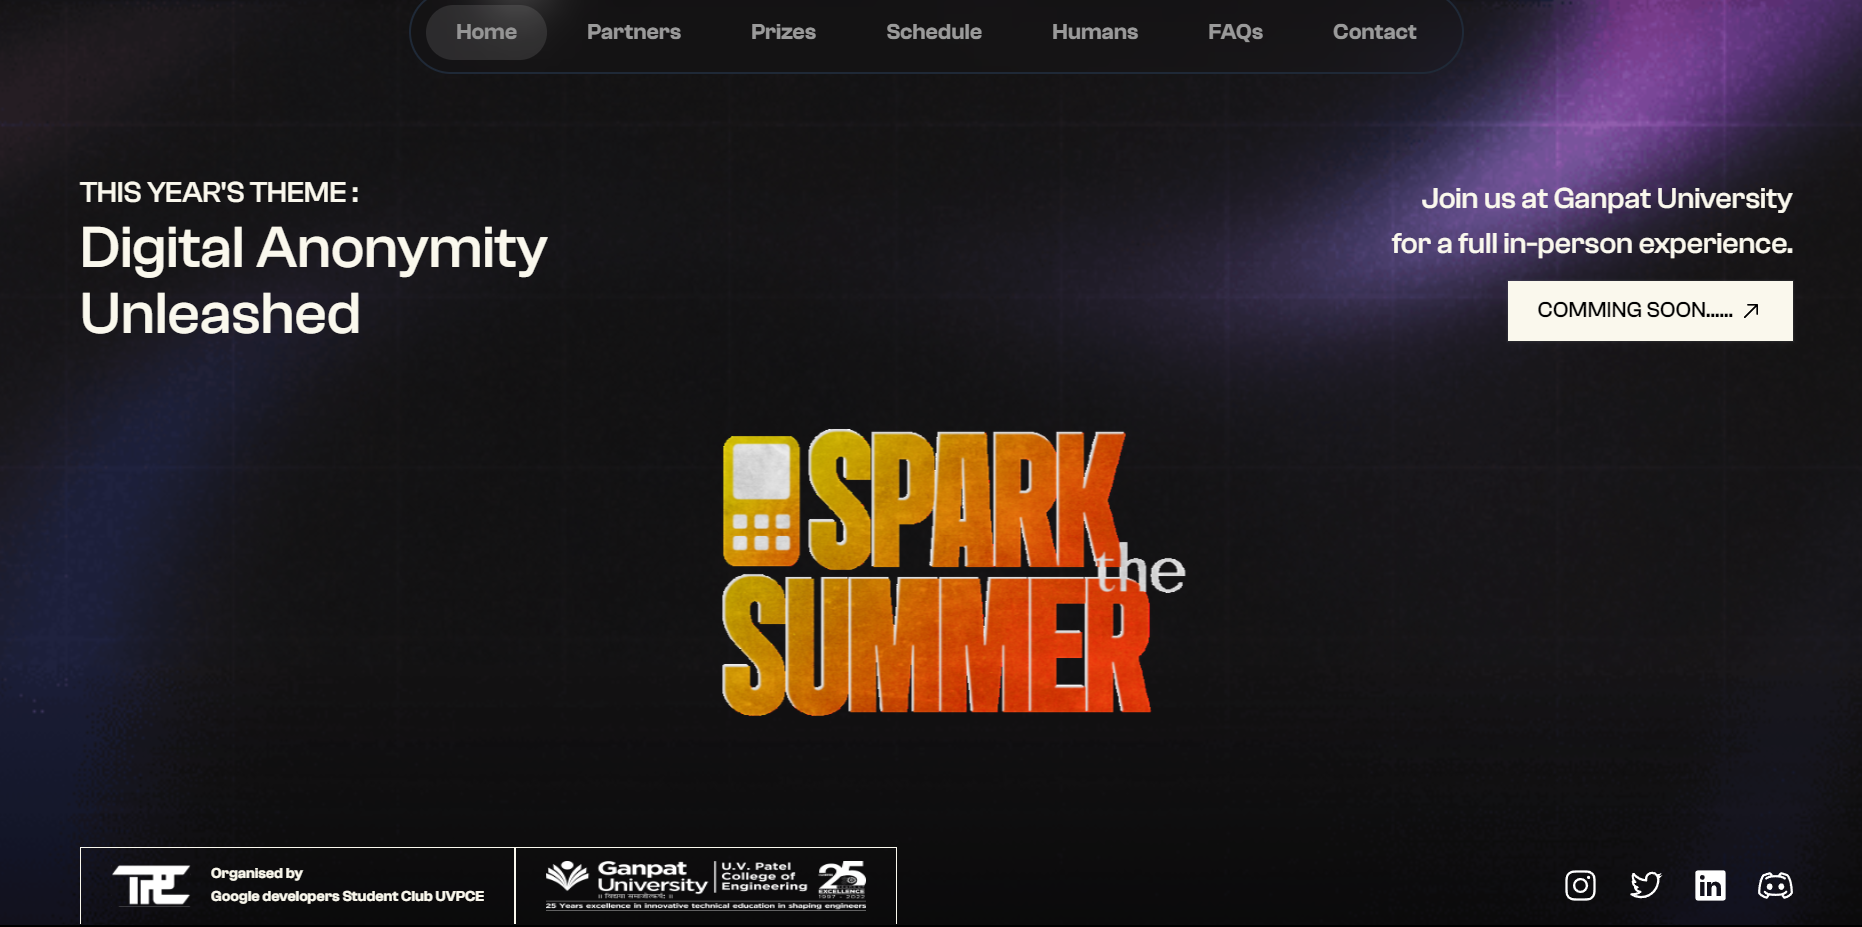 Home Partners Prizes Schedule Humans FAQs Contact
THIS YEAR'S THEME :
Digital Anonymity
Unleashed
Join us at Ganpat University
for a full in-person experience.
COMMING SOON......
SPARK
the
SUMMER
Organised by
Google developers Student Club UVPCE
Ganpat
University
U.V. Patel
College of
Engineering
25
EXCELLENCE
1997 - 2022
25 Years excellence in innovative technical education in shaping engineers